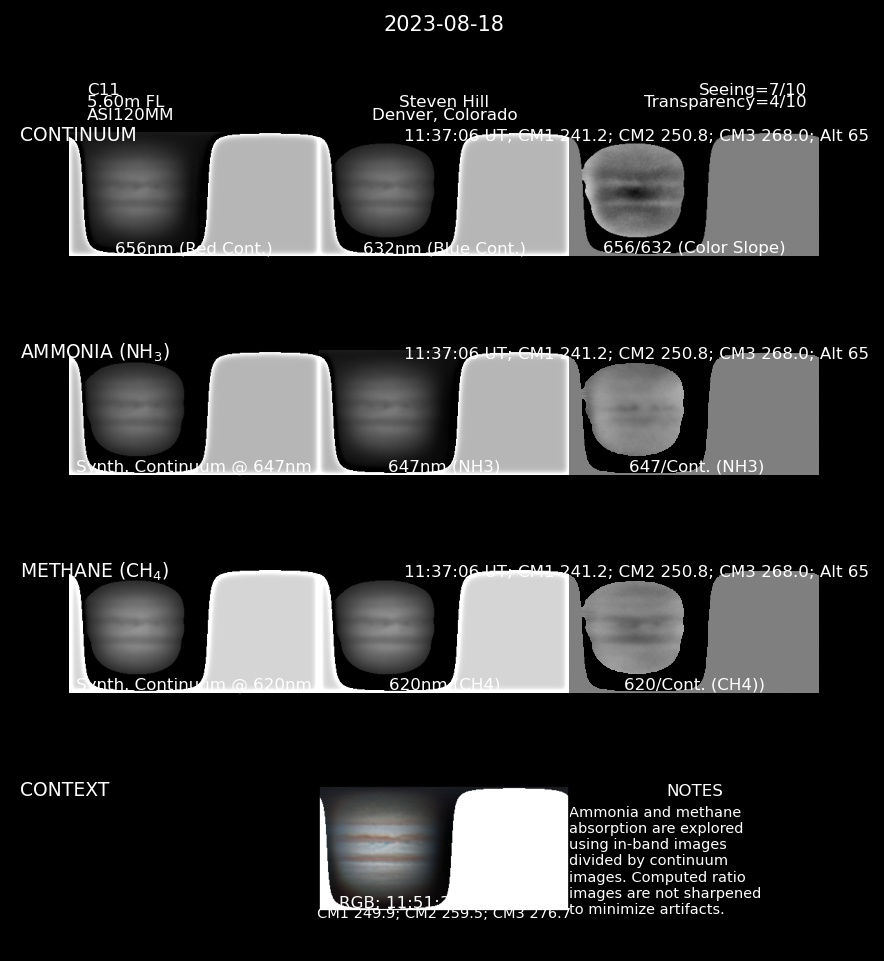 2023-08-18
C11
5.60m FL
ASI120MM
Steven Hill
Denver, Colorado
Seeing=7/10
Transparency=4/10
CONTINUUM
11:37:06 UT; CM1 241.2; CM2 250.8; CM3 268.0; Alt 65
656nm (Red Cont.)
632nm (Blue Cont.)
656/632 (Color Slope)
AMMONIA (NH₃)
11:37:06 UT; CM1 241.2; CM2 250.8; CM3 268.0; Alt 65
Synth. Continuum @ 647nm
647nm (NH3)
647/Cont. (NH3)
METHANE (CH₄)
11:37:06 UT; CM1 241.2; CM2 250.8; CM3 268.0; Alt 65
Synth. Continuum @ 620nm
620nm (CH4)
620/Cont. (CH4))
CONTEXT
RGB: 11:51:
CM1 249.9; CM2 259.5; CM3 276.7
NOTES
Ammonia and methane
absorption are explored
using in-band images
divided by continuum
images. Computed ratio
images are not sharpened
to minimize artifacts.